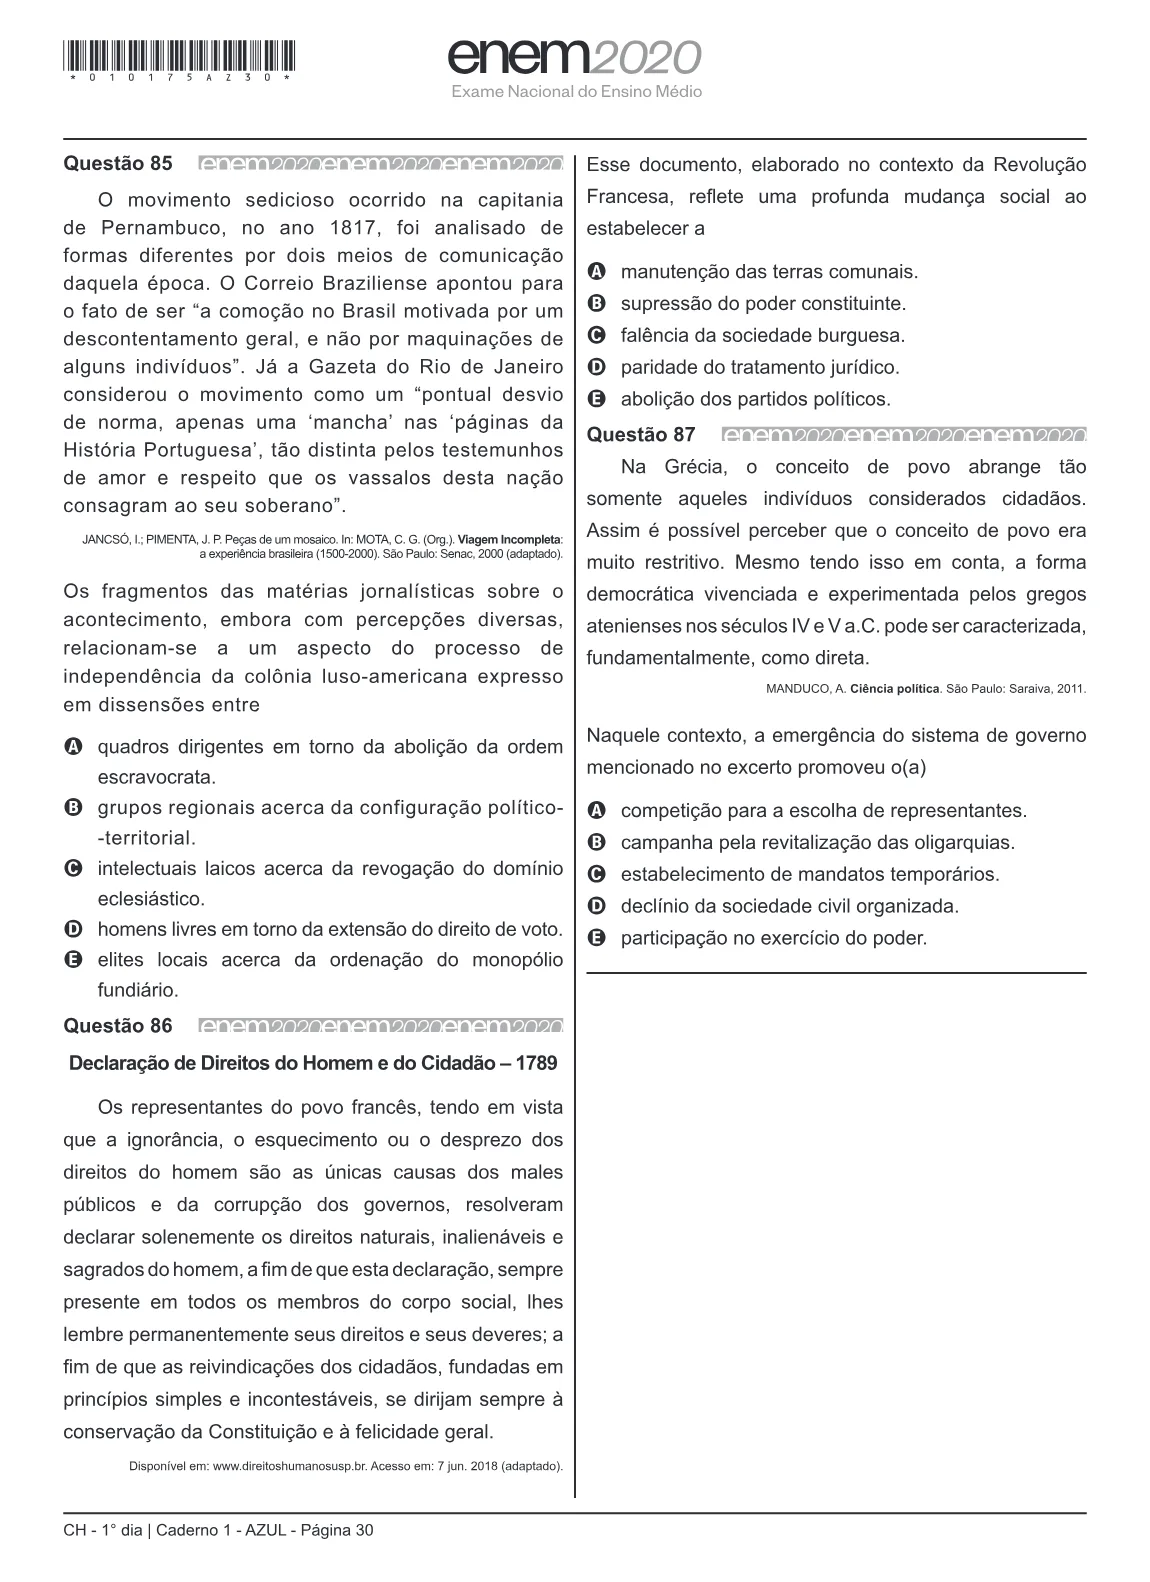 *010175AZ30*
enem2020
Exame Nacional do Ensino Médio
Questão 85 enem2020enem2020enem2020
O movimento sedicioso ocorrido na capitania
de Pernambuco, no ano 1817, foi analisado de
formas diferentes por dois meios de comunicação
daquela época. O Correio Braziliense apontou para
o fato de ser “a comoção no Brasil motivada por um
descontentamento geral, e não por maquinações de
alguns indivíduos”. Já a Gazeta do Rio de Janeiro
considerou o movimento como um “pontual desvio
de norma, apenas uma ‘mancha’ nas ‘páginas da
História Portuguesa’, tão distinta pelos testemunhos
de amor e respeito que os vassalos desta nação
consagram ao seu soberano”.
JANCSÓ, I.; PIMENTA, J. P. Peças de um mosaico. In: MOTA, C. G. (Org.). Viagem Incompleta:
a experiência brasileira (1500-2000). São Paulo: Senac, 2000 (adaptado).
Os fragmentos das matérias jornalísticas sobre o
acontecimento, embora com percepções diversas,
relacionam-se a um aspecto do processo de
independência da colônia luso-americana expresso
em dissensões entre
A quadros dirigentes em torno da abolição da ordem
escravocrata.
B grupos regionais acerca da configuração político-
-territorial.
C intelectuais laicos acerca da revogação do domínio
eclesiástico.
D homens livres em torno da extensão do direito de voto.
E elites locais acerca da ordenação do monopólio
fundiário.
Questão 86 enem2020enem2020enem2020
Declaração de Direitos do Homem e do Cidadão – 1789
Os representantes do povo francês, tendo em vista
que a ignorância, o esquecimento ou o desprezo dos
direitos do homem são as únicas causas dos males
públicos e da corrupção dos governos, resolveram
declarar solenemente os direitos naturais, inalienáveis e
sagrados do homem, a fim de que esta declaração, sempre
presente em todos os membros do corpo social, lhes
lembre permanentemente seus direitos e seus deveres; a
fim de que as reivindicações dos cidadãos, fundadas em
princípios simples e incontestáveis, se dirijam sempre à
conservação da Constituição e à felicidade geral.
Disponível em: www.direitoshumanosusp.br. Acesso em: 7 jun. 2018 (adaptado).
Esse documento, elaborado no contexto da Revolução
Francesa, reflete uma profunda mudança social ao
estabelecer a
A manutenção das terras comunais.
B supressão do poder constituinte.
C falência da sociedade burguesa.
D paridade do tratamento jurídico.
E abolição dos partidos políticos.
Questão 87 enem2020enem2020enem2020
Na Grécia, o conceito de povo abrange tão
somente aqueles indivíduos considerados cidadãos.
Assim é possível perceber que o conceito de povo era
muito restritivo. Mesmo tendo isso em conta, a forma
democrática vivenciada e experimentada pelos gregos
atenienses nos séculos IV e V a.C. pode ser caracterizada,
fundamentalmente, como direta.
MANDUCO, A. Ciência política. São Paulo: Saraiva, 2011.
Naquele contexto, a emergência do sistema de governo
mencionado no excerto promoveu o(a)
A competição para a escolha de representantes.
B campanha pela revitalização das oligarquias.
C estabelecimento de mandatos temporários.
D declínio da sociedade civil organizada.
E participação no exercício do poder.
CH - 1° dia | Caderno 1 - AZUL - Página 30